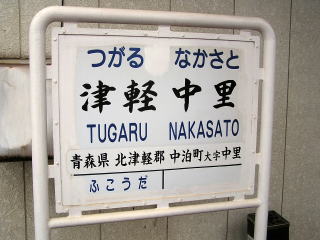 つがる なかさと
津軽 中里
TUGARU NAKASATO
青森県 北津軽郡 中泊町 大字 中里
ふこうだ